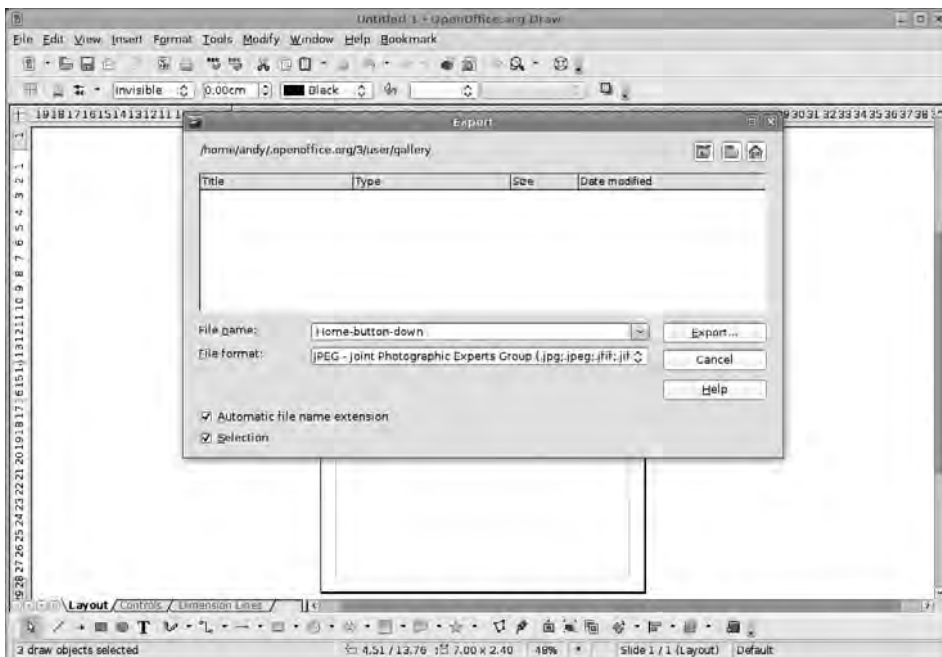 Untitled 1 - OpenOffice.org Draw
File Edit View Insert Format Tools Modify Window Help Bookmark
Invisible 0.00cm Black
Export
/home/andy/.openoffice.org/3/user/gallery
Title Type Size Date modified
File name: Home-button-down Export...
File format: JPEG - Joint Photographic Experts Group (.jpg;.jpeg;.jfif;.jif Cancel
Help
Automatic file name extension
Selection
Layout Controls Dimension Lines
3 draw objects selected 4.51 / 13.76 7.00 x 2.40 48% * Slide 1 / 1 (Layout) Default